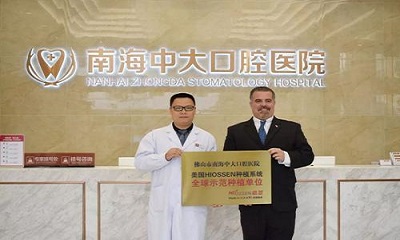 南海中大口腔医院
NANHAI ZHONGDA STOMATOLOGY HOSPITAL
佛山市南海中大口腔医院
美国HIOSSEN种植系统
全球示范种植单位
HIOSSEN